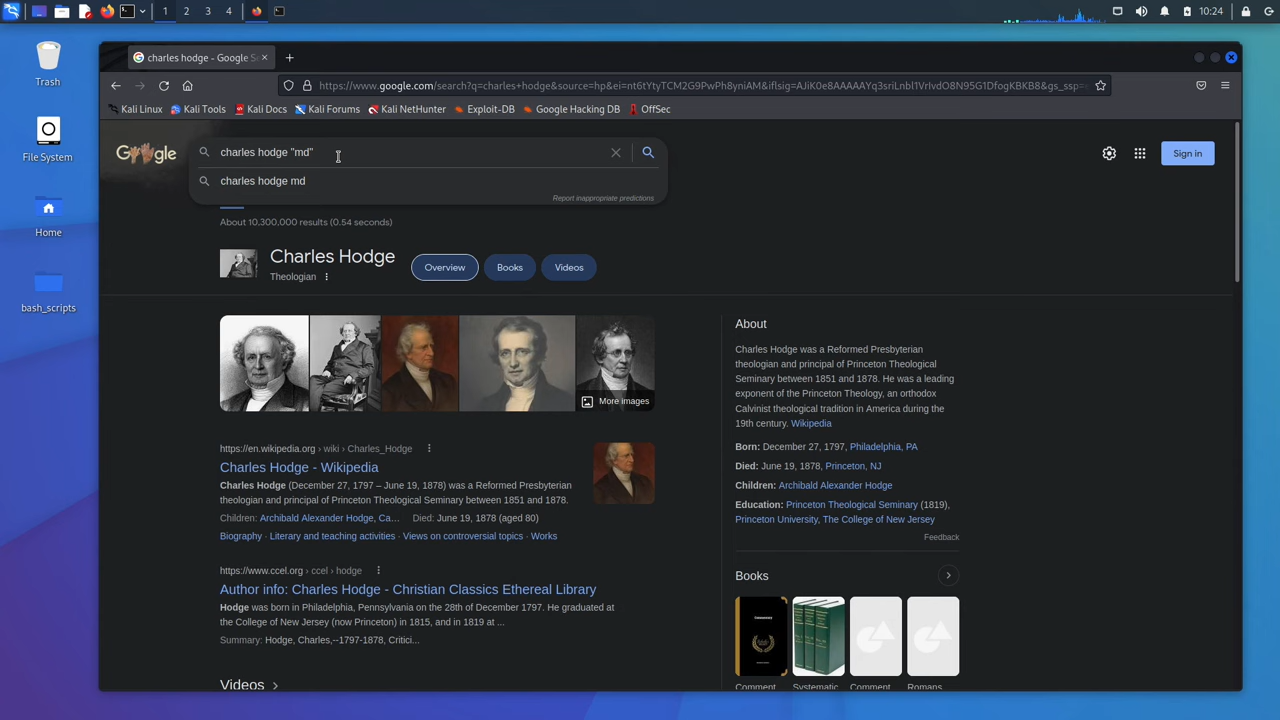 1 2 3 4
10:24
charles hodge - Google S
https://www.google.com/search?q=charles+hodge&source=hp&ei=nt6tYtyTCM2G9PwPh8yniAM&iflsig=AJiK0e8AAAAAYq3sriLnbl1VrIvdO8N95G1DfogKBKB8&gs_ssp=
Kali Linux Kali Tools Kali Docs Kali Forums Kali NetHunter Exploit-DB Google Hacking DB OffSec
Trash
File System
Home
bash_scripts
Google
charles hodge "md"
Sign in
charles hodge md
Report inappropriate predictions
About 10,300,000 results (0.54 seconds)
Charles Hodge
Theologian
Overview Books Videos
More images
https://en.wikipedia.org › wiki › Charles_Hodge
Charles Hodge - Wikipedia
Charles Hodge (December 27, 1797 – June 19, 1878) was a Reformed Presbyterian
theologian and principal of Princeton Theological Seminary between 1851 and 1878.
Children: Archibald Alexander Hodge, Ca... Died: June 19, 1878 (aged 80)
Biography · Literary and teaching activities · Views on controversial topics · Works
https://www.ccel.org › ccel › hodge
Author info: Charles Hodge - Christian Classics Ethereal Library
Hodge was born in Philadelphia, Pennsylvania on the 28th of December 1797. He graduated at
the College of New Jersey (now Princeton) in 1815, and in 1819 at ...
Summary: Hodge, Charles,--1797-1878, Critici...
Videos
About
Charles Hodge was a Reformed Presbyterian
theologian and principal of Princeton Theological
Seminary between 1851 and 1878. He was a leading
exponent of the Princeton Theology, an orthodox
Calvinist theological tradition in America during the
19th century. Wikipedia
Born: December 27, 1797, Philadelphia, PA
Died: June 19, 1878, Princeton, NJ
Children: Archibald Alexander Hodge
Education: Princeton Theological Seminary (1819),
Princeton University, The College of New Jersey
Feedback
Books
Comment Systematic Comment Romans